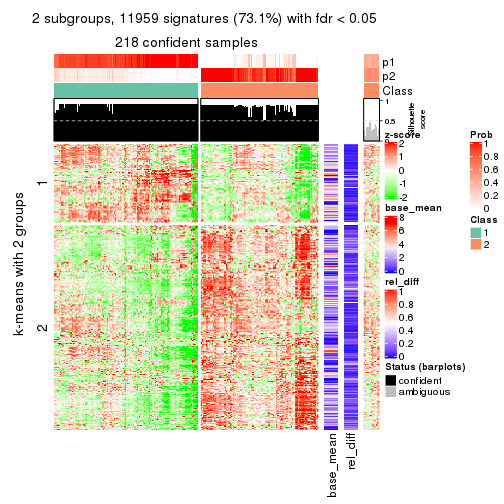 2 subgroups, 11959 signatures (73.1%) with fdr < 0.05
218 confident samples
p1
p2
Class
1
0.5
0
Silhouette
score
k-means with 2 groups
1
2
z-score
2
1
0
-1
-2
base_mean
8
6
4
2
0
rel_diff
1
0.8
0.6
0.4
0.2
0
Status (barplots)
confident
ambiguous
Prob
1
0.8
0.6
0.4
0.2
0
Class
1
2
base_mean
rel_diff